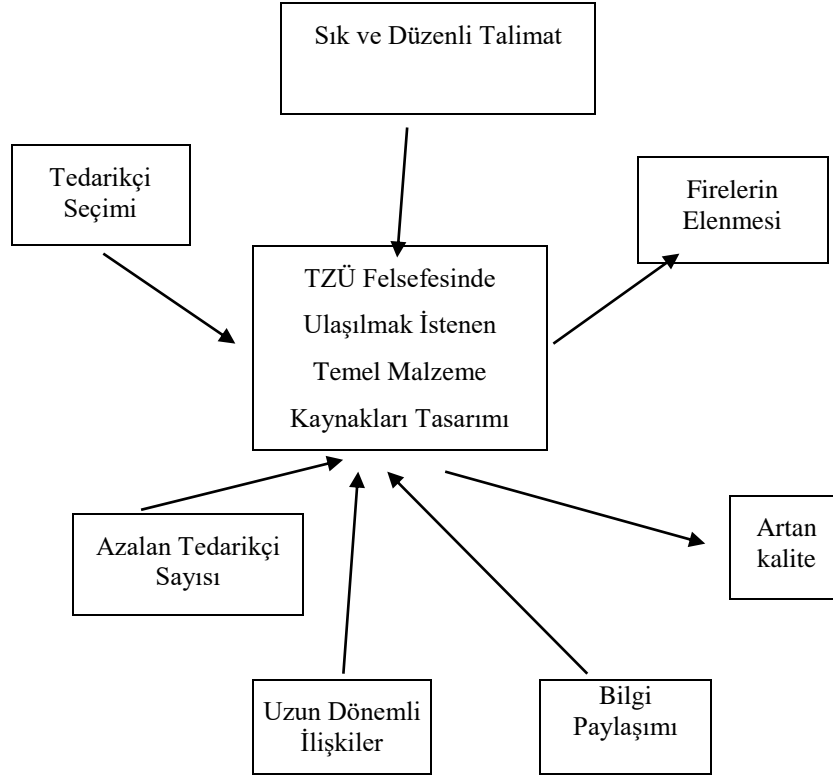 Sık ve Düzenli Talimat
Tedarikçi
Seçimi
Firelerin
Elenmesi
TZÜ Felsefesinde
Ulaşılmak İstenen
Temel Malzeme
Kaynakları Tasarımı
Azalan Tedarikçi
Sayısı
Artan
kalite
Uzun Dönemli
İlişkiler
Bilgi
Paylaşımı